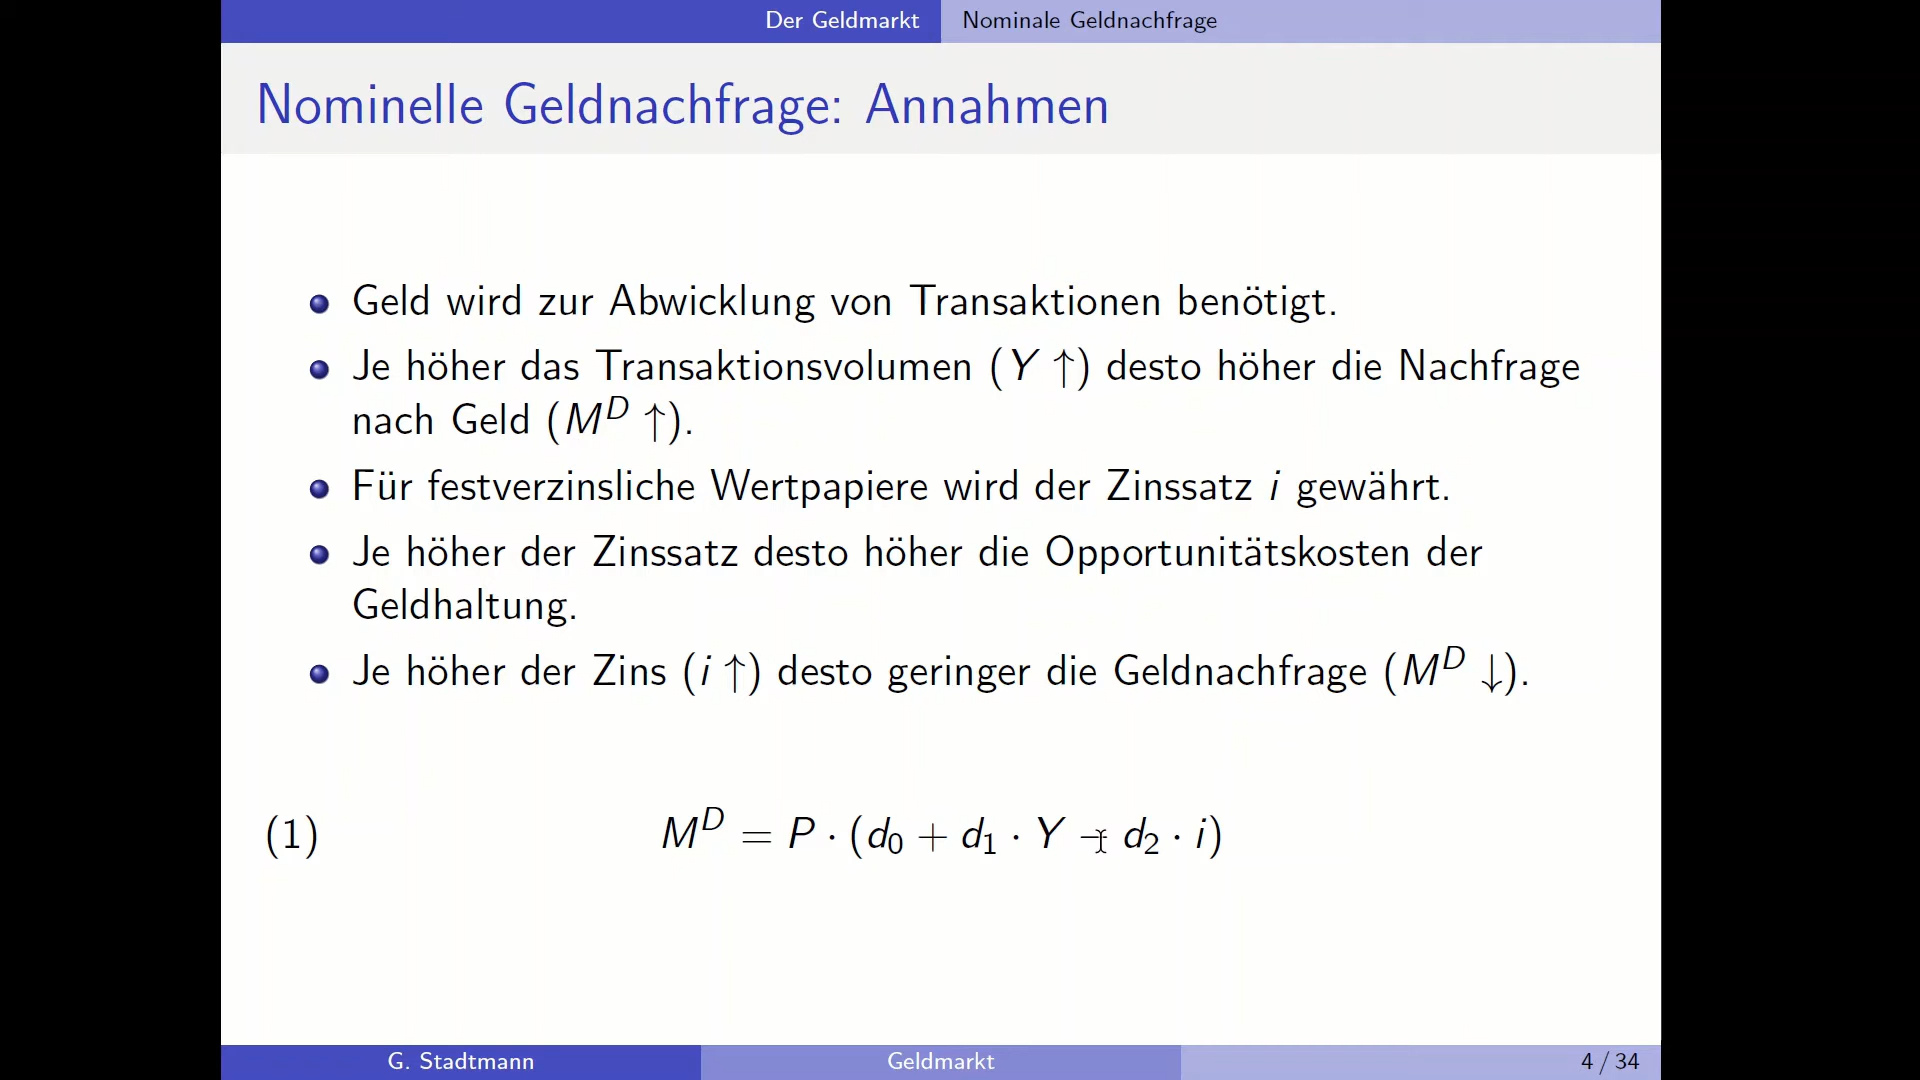 Der Geldmarkt Nominale Geldnachfrage
Nominelle Geldnachfrage: Annahmen
Geld wird zur Abwicklung von Transaktionen benötigt.
Je höher das Transaktionsvolumen (Y ↑) desto höher die Nachfrage
nach Geld (M^D ↑).
Für festverzinsliche Wertpapiere wird der Zinssatz i gewährt.
Je höher der Zinssatz desto höher die Opportunitätskosten der
Geldhaltung.
Je höher der Zins (i ↑) desto geringer die Geldnachfrage (M^D ↓).
(1) M^D = P · (d_0 + d_1 · Y − d_2 · i)
G. Stadtmann Geldmarkt 4 / 34